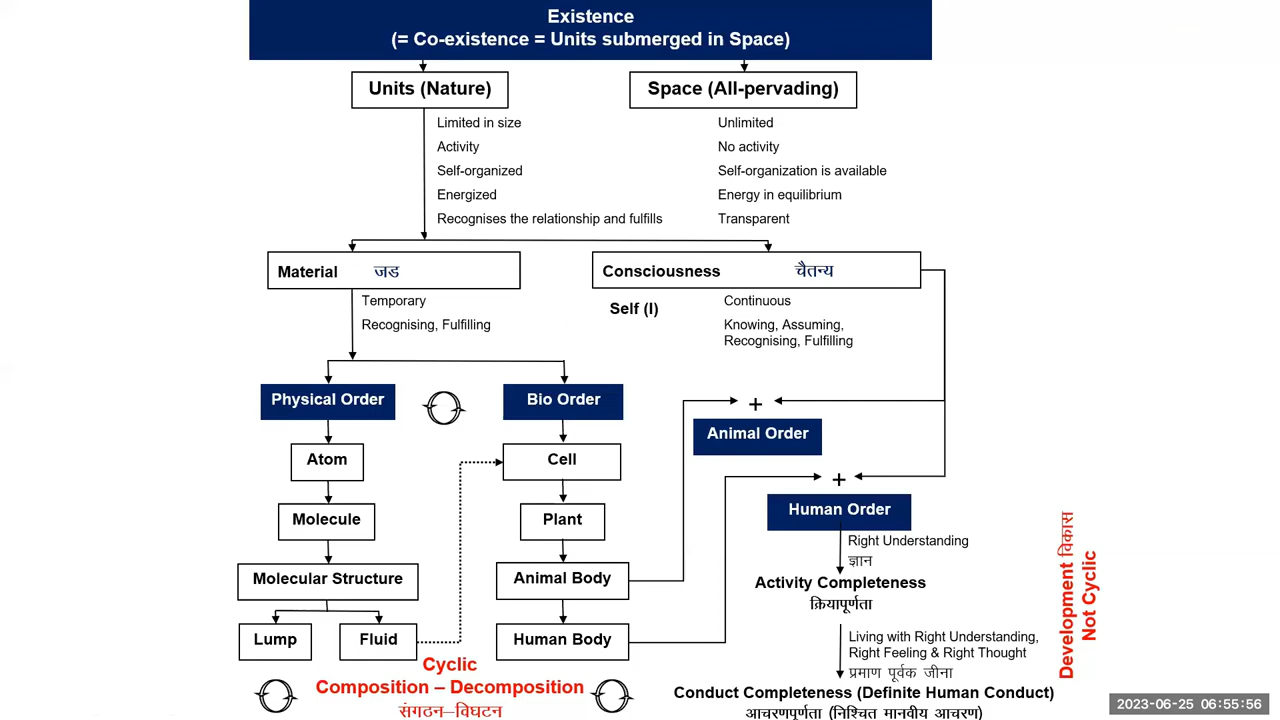 Existence
(= Co-existence = Units submerged in Space)
Units (Nature)
Space (All-pervading)
Limited in size
Activity
Self-organized
Energized
Recognises the relationship and fulfills
Unlimited
No activity
Self-organization is available
Energy in equilibrium
Transparent
Material जड
Consciousness चैतन्य
Temporary
Recognising, Fulfilling
Self (I)
Continuous
Knowing, Assuming,
Recognising, Fulfilling
Physical Order
Bio Order
+
Animal Order
Atom
Cell
+
Human Order
Molecule
Plant
Right Understanding
ज्ञान
Molecular Structure
Animal Body
Activity Completeness
क्रियापूर्णता
Lump
Fluid
Human Body
Living with Right Understanding,
Right Feeling & Right Thought
प्रमाण पूर्वक जीना
Cyclic
Composition – Decomposition
संगठन–विघटन
Conduct Completeness (Definite Human Conduct)
आचरणपूर्णता (निश्चित मानवीय आचरण)
Development विकास
Not Cyclic
2023-06-25 06:55:56